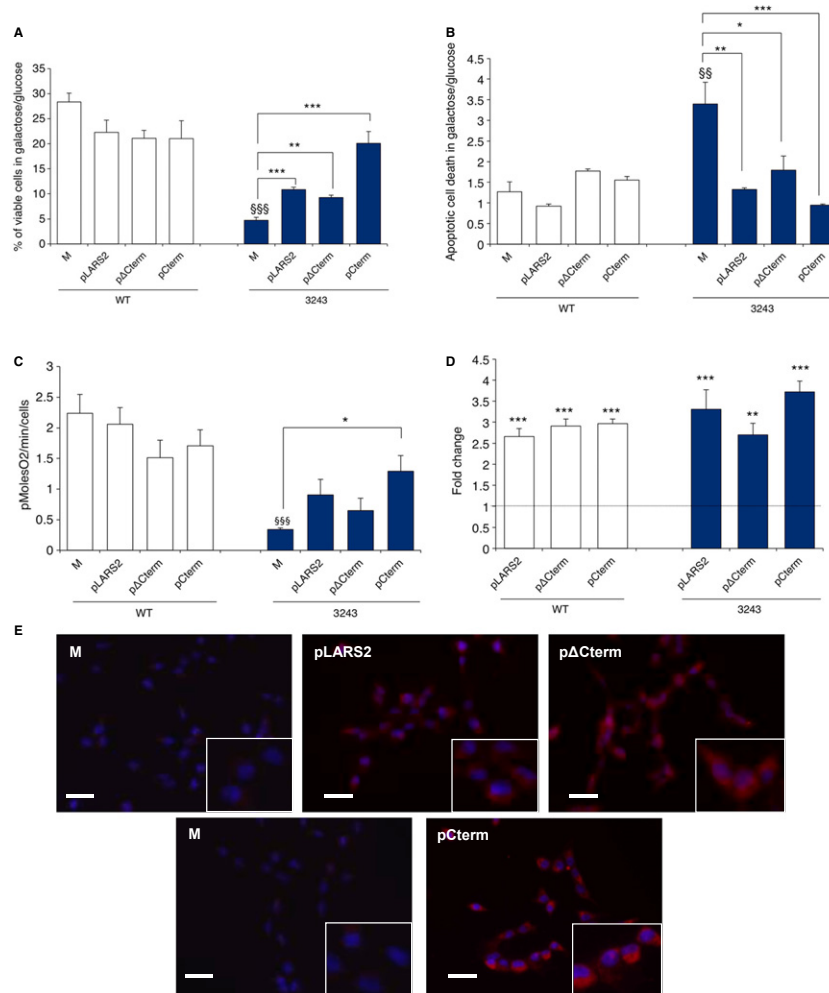 A
% of viable cells in galactose/glucose
35
30
25
20
15
10
5
0
§§§
***
**
***
M
pLARS2
pΔCterm
pCterm
WT
M
pLARS2
pΔCterm
pCterm
3243
B
Apoptotic cell death in galactose/glucose
4.5
4
3.5
3
2.5
2
1.5
1
0.5
0
§§
**
*
***
M
pLARS2
pΔCterm
pCterm
WT
M
pLARS2
pΔCterm
pCterm
3243
C
pMolesO2/min/cells
3
2.5
2
1.5
1
0.5
0
§§§
*
M
pLARS2
pΔCterm
pCterm
WT
M
pLARS2
pΔCterm
pCterm
3243
D
Fold change
4.5
4
3.5
3
2.5
2
1.5
1
0.5
0
***
***
***
***
**
***
pLARS2
pΔCterm
pCterm
WT
pLARS2
pΔCterm
pCterm
3243
E
M
pLARS2
pΔCterm
M
pCterm